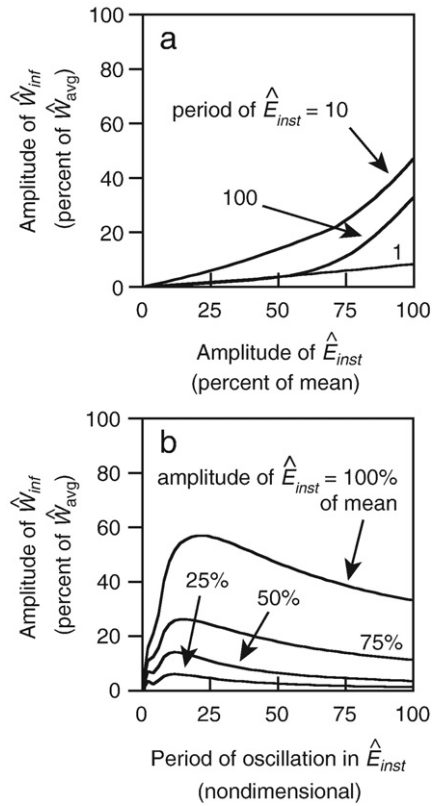 a
Amplitude of Ŵinf
(percent of Ŵavg)
100
80
60
40
20
0
period of Êinst = 10
100
1
0
25
50
75
100
Amplitude of Êinst
(percent of mean)
b
Amplitude of Ŵinf
(percent of Ŵavg)
100
80
60
40
20
0
amplitude of Êinst = 100%
of mean
25%
50%
75%
0
25
50
75
100
Period of oscillation in Êinst
(nondimensional)